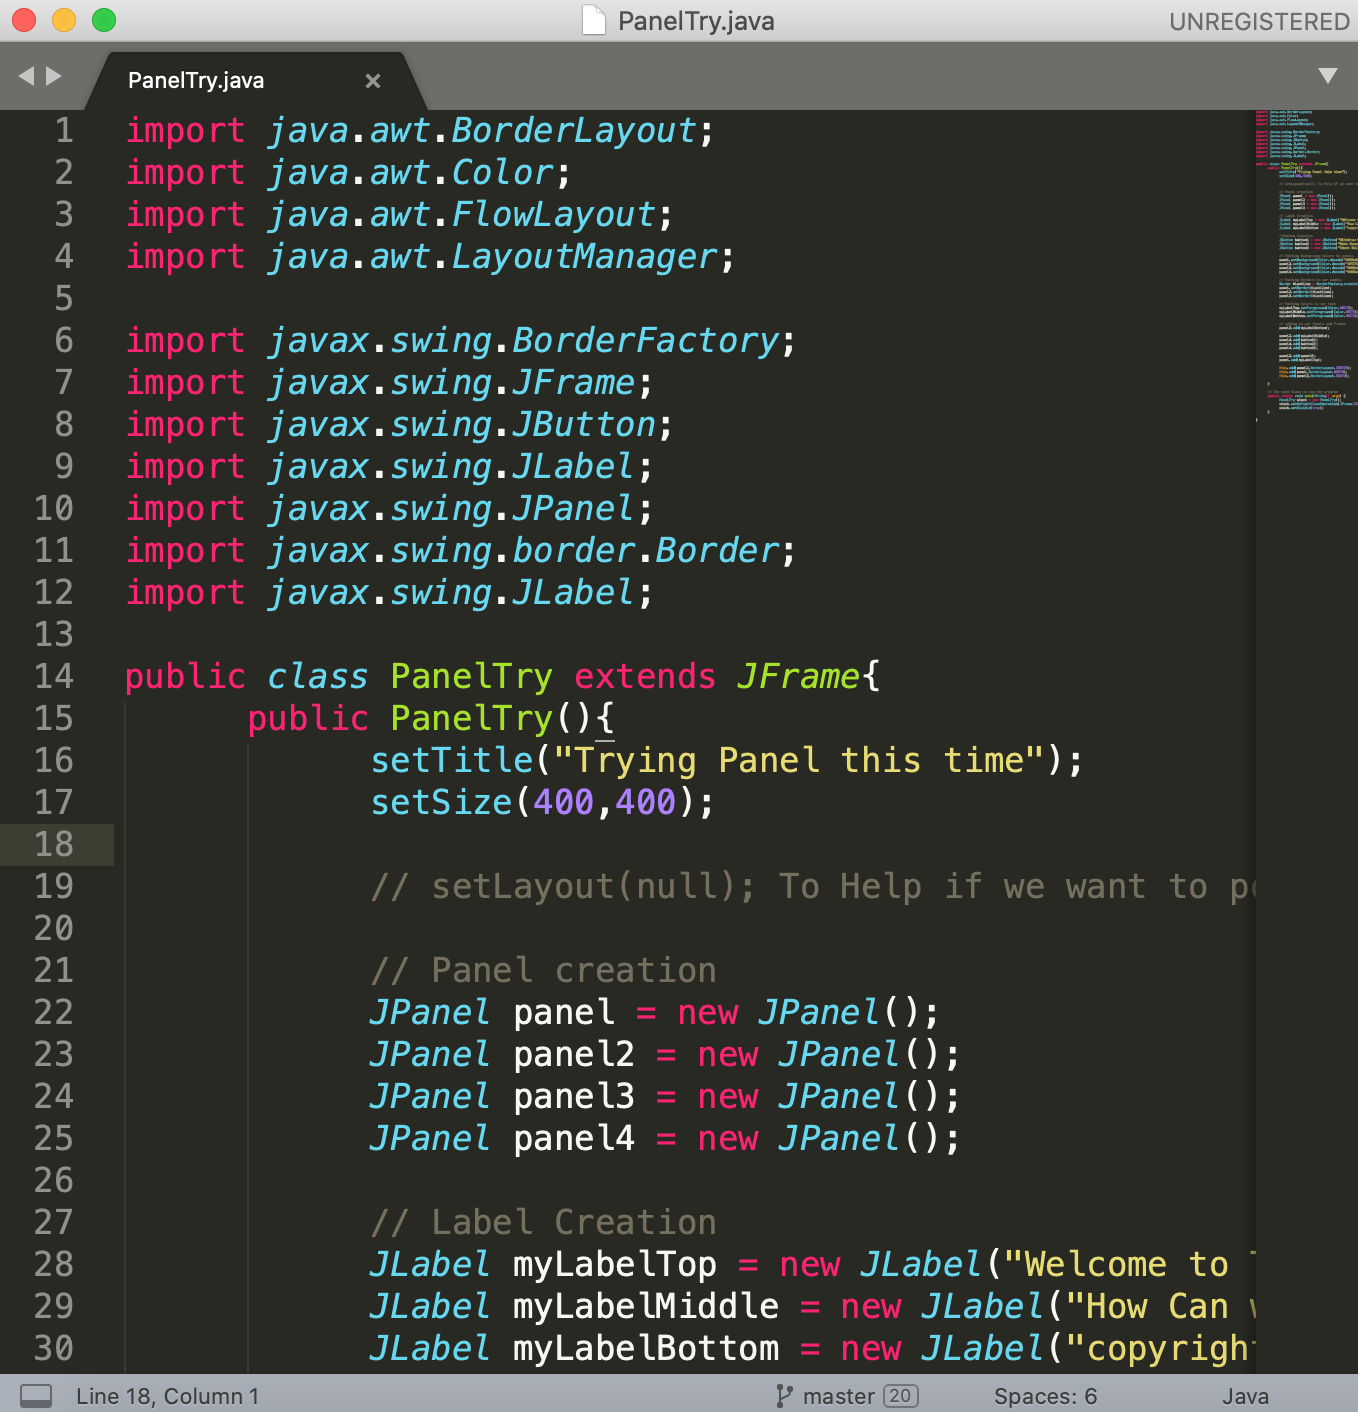 PanelTry.java
UNREGISTERED
PanelTry.java ×
1 import java.awt.BorderLayout;
2 import java.awt.Color;
3 import java.awt.FlowLayout;
4 import java.awt.LayoutManager;
5
6 import javax.swing.BorderFactory;
7 import javax.swing.JFrame;
8 import javax.swing.JButton;
9 import javax.swing.JLabel;
10 import javax.swing.JPanel;
11 import javax.swing.border.Border;
12 import javax.swing.JLabel;
13
14 public class PanelTry extends JFrame{
15 public PanelTry(){
16 setTitle("Trying Panel this time");
17 setSize(400,400);
18
19 // setLayout(null); To Help if we want to
20
21 // Panel creation
22 JPanel panel = new JPanel();
23 JPanel panel2 = new JPanel();
24 JPanel panel3 = new JPanel();
25 JPanel panel4 = new JPanel();
26
27 // Label Creation
28 JLabel myLabelTop = new JLabel("Welcome to
29 JLabel myLabelMiddle = new JLabel("How Can
30 JLabel myLabelBottom = new JLabel("copyright
Line 18, Column 1
master 20
Spaces: 6
Java